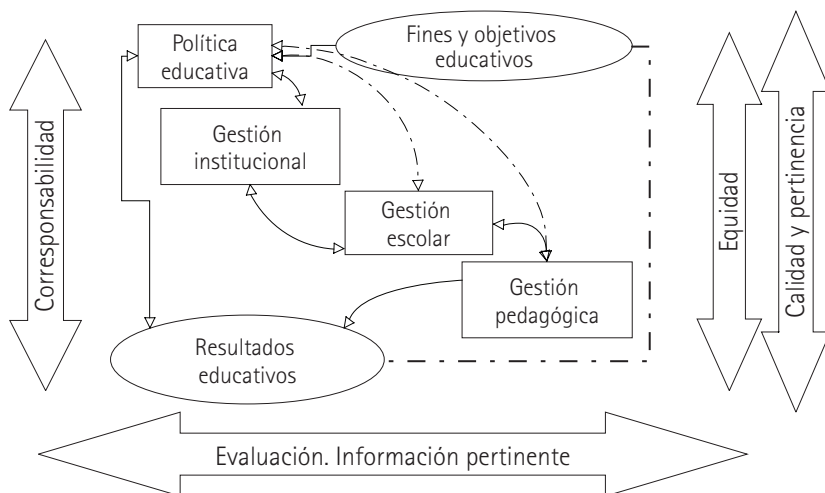 Política
educativa
Fines y objetivos
educativos
Gestión
institucional
Gestión
escolar
Gestión
pedagógica
Resultados
educativos
Corresponsabilidad
Equidad
Calidad y pertinencia
Evaluación. Información pertinente